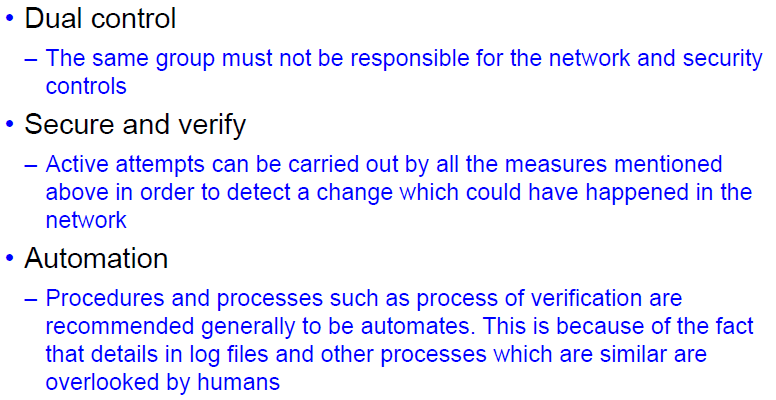 • Dual control
– The same group must not be responsible for the network and security
controls
• Secure and verify
– Active attempts can be carried out by all the measures mentioned
above in order to detect a change which could have happened in the
network
• Automation
– Procedures and processes such as process of verification are
recommended generally to be automates. This is because of the fact
that details in log files and other processes which are similar are
overlooked by humans